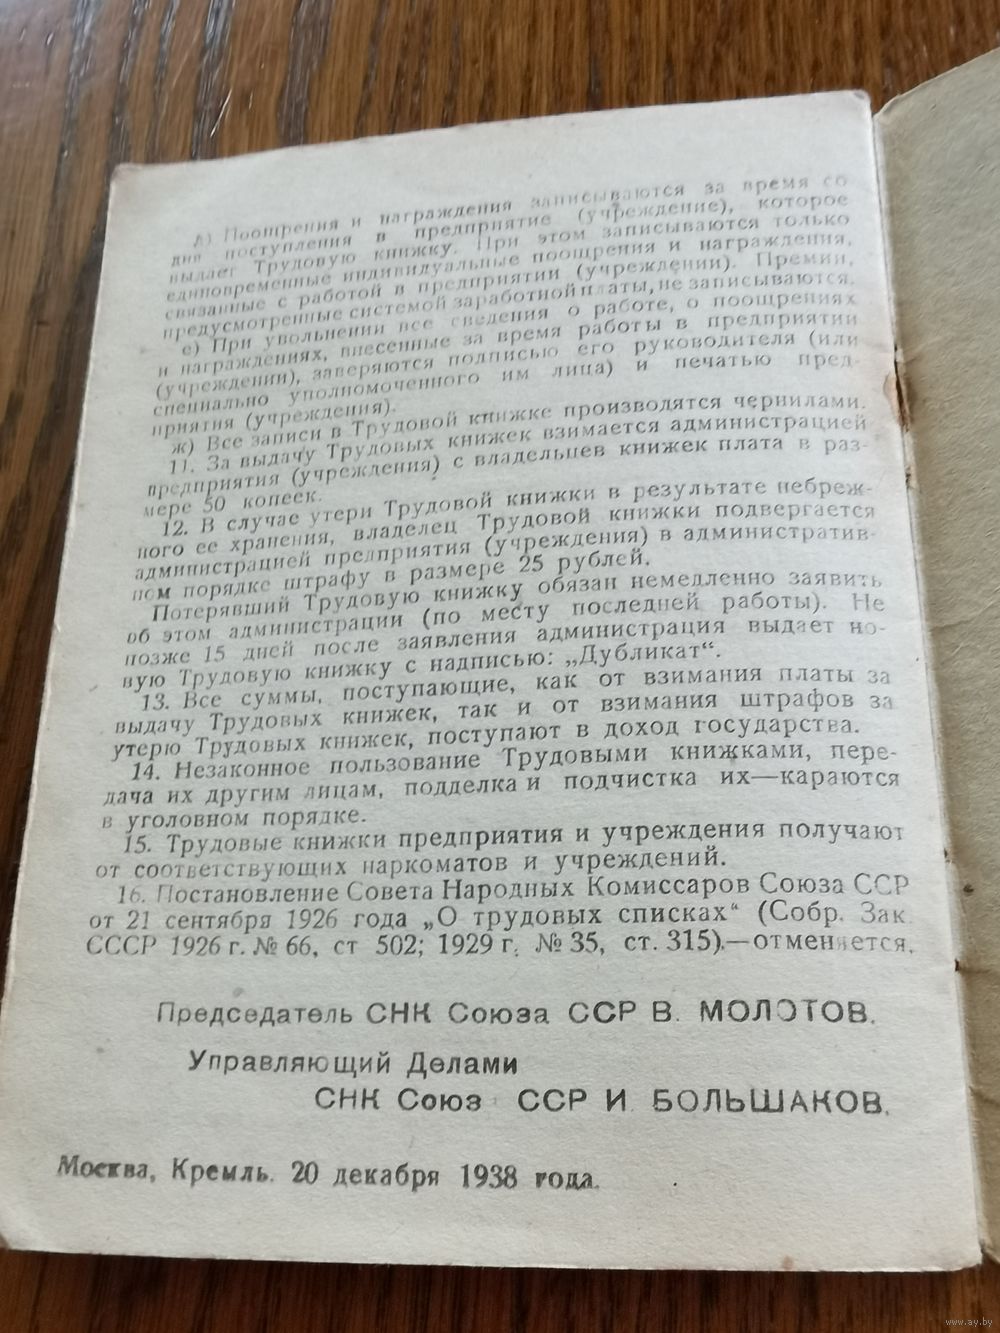 д) Поощрения и награждения записываются за время со
дня поступления в предприятие (учреждение), которое
выдает Трудовую книжку. При этом записываются только
единовременные индивидуальные поощрения и награждения,
связанные с работой в предприятии (учреждении). Премии,
предусмотренные системой заработной платы, не записываются.
е) При увольнении все сведения о работе, о поощрениях
и награждениях, внесенные за время работы в предприятии
(учреждении), заверяются подписью его руководителя (или
специально уполномоченного им лица) и печатью пред-
приятия (учреждения).
ж) Все записи в Трудовой книжке производятся чернилами.
11. За выдачу Трудовых книжек взимается администрацией
предприятия (учреждения) с владельцев книжек плата в раз-
мере 50 копеек.
12. В случае утери Трудовой книжки в результате небреж-
ного ее хранения, владелец Трудовой книжки подвергается
администрацией предприятия (учреждения) в административ-
ном порядке штрафу в размере 25 рублей.
Потерявший Трудовую книжку обязан немедленно заявить
об этом администрации (по месту последней работы). Не
позже 15 дней после заявления администрация выдает но-
вую Трудовую книжку с надписью: „Дубликат“.
13. Все суммы, поступающие, как от взимания платы за
выдачу Трудовых книжек, так и от взимания штрафов за
утерю Трудовых книжек, поступают в доход государства.
14. Незаконное пользование Трудовыми книжками, пере-
дача их другим лицам, подделка и подчистка их—караются
в уголовном порядке.
15. Трудовые книжки предприятия и учреждения получают
от соответствующих наркоматов и учреждений.
16. Постановление Совета Народных Комиссаров Союза ССР
от 21 сентября 1926 года „О трудовых списках“ (Собр. Зак.
СССР 1926 г. № 66, ст 502; 1929 г. № 35, ст. 315).—отменяется.
Председатель СНК Союза ССР В. МОЛОТОВ.
Управляющий Делами
СНК Союз ССР И. БОЛЬШАКОВ.
Москва, Кремль. 20 декабря 1938 года.
www.ay.by